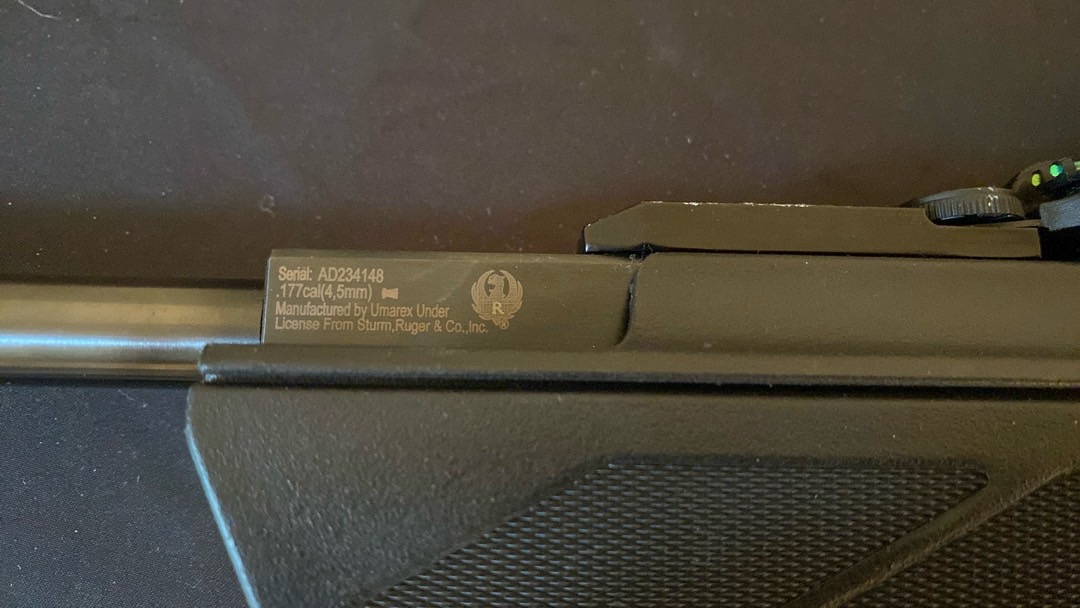 Serial: AD234148
.177cal(4,5mm)
Manufactured by Umarex Under
License From Sturm,Ruger & Co.,Inc.
R
®